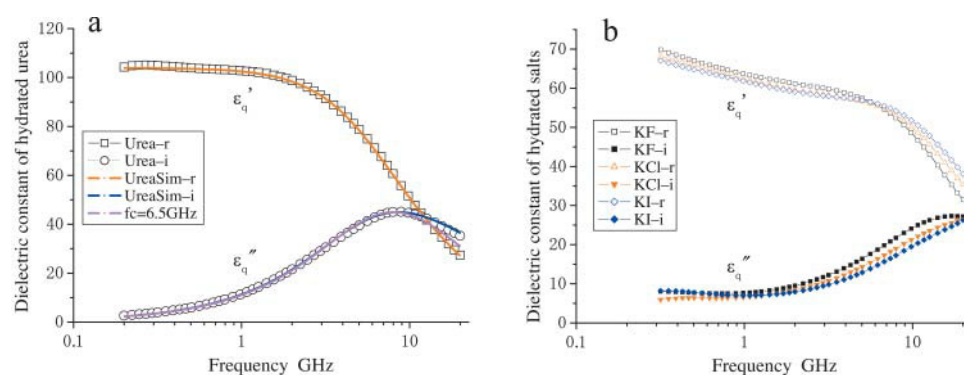 a
Dielectric constant of hydrated urea
120
100
80
60
40
20
0
0.1
1
10
Frequency GHz
εq′
εq″
Urea–r
Urea–i
UreaSim–r
UreaSim–i
fc=6.5GHz
b
Dielectric constant of hydrated salts
70
60
50
40
30
20
10
0
0.1
1
10
Frequency GHz
εq′
εq″
KF–r
KF–i
KCl–r
KCl–i
KI–r
KI–i